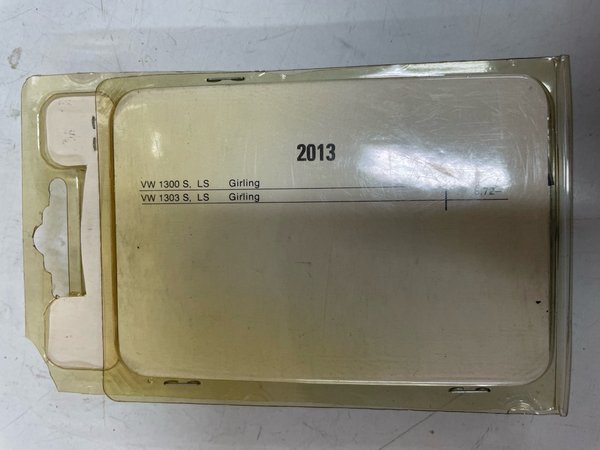 2013
VW 1300 S, LS Girling
VW 1303 S, LS Girling 8.72–